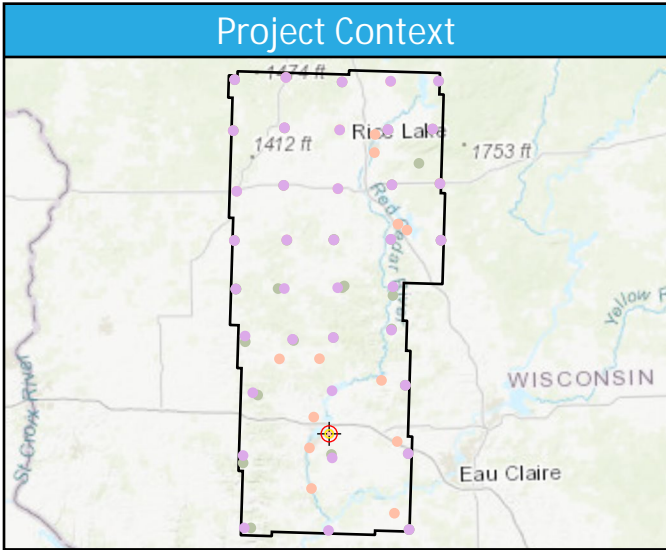 Project Context
1474 ft
Rice Lake
1412 ft
1753 ft
Red Cedar River
Yellow R
St Croix River
WISCONSIN
Eau Claire